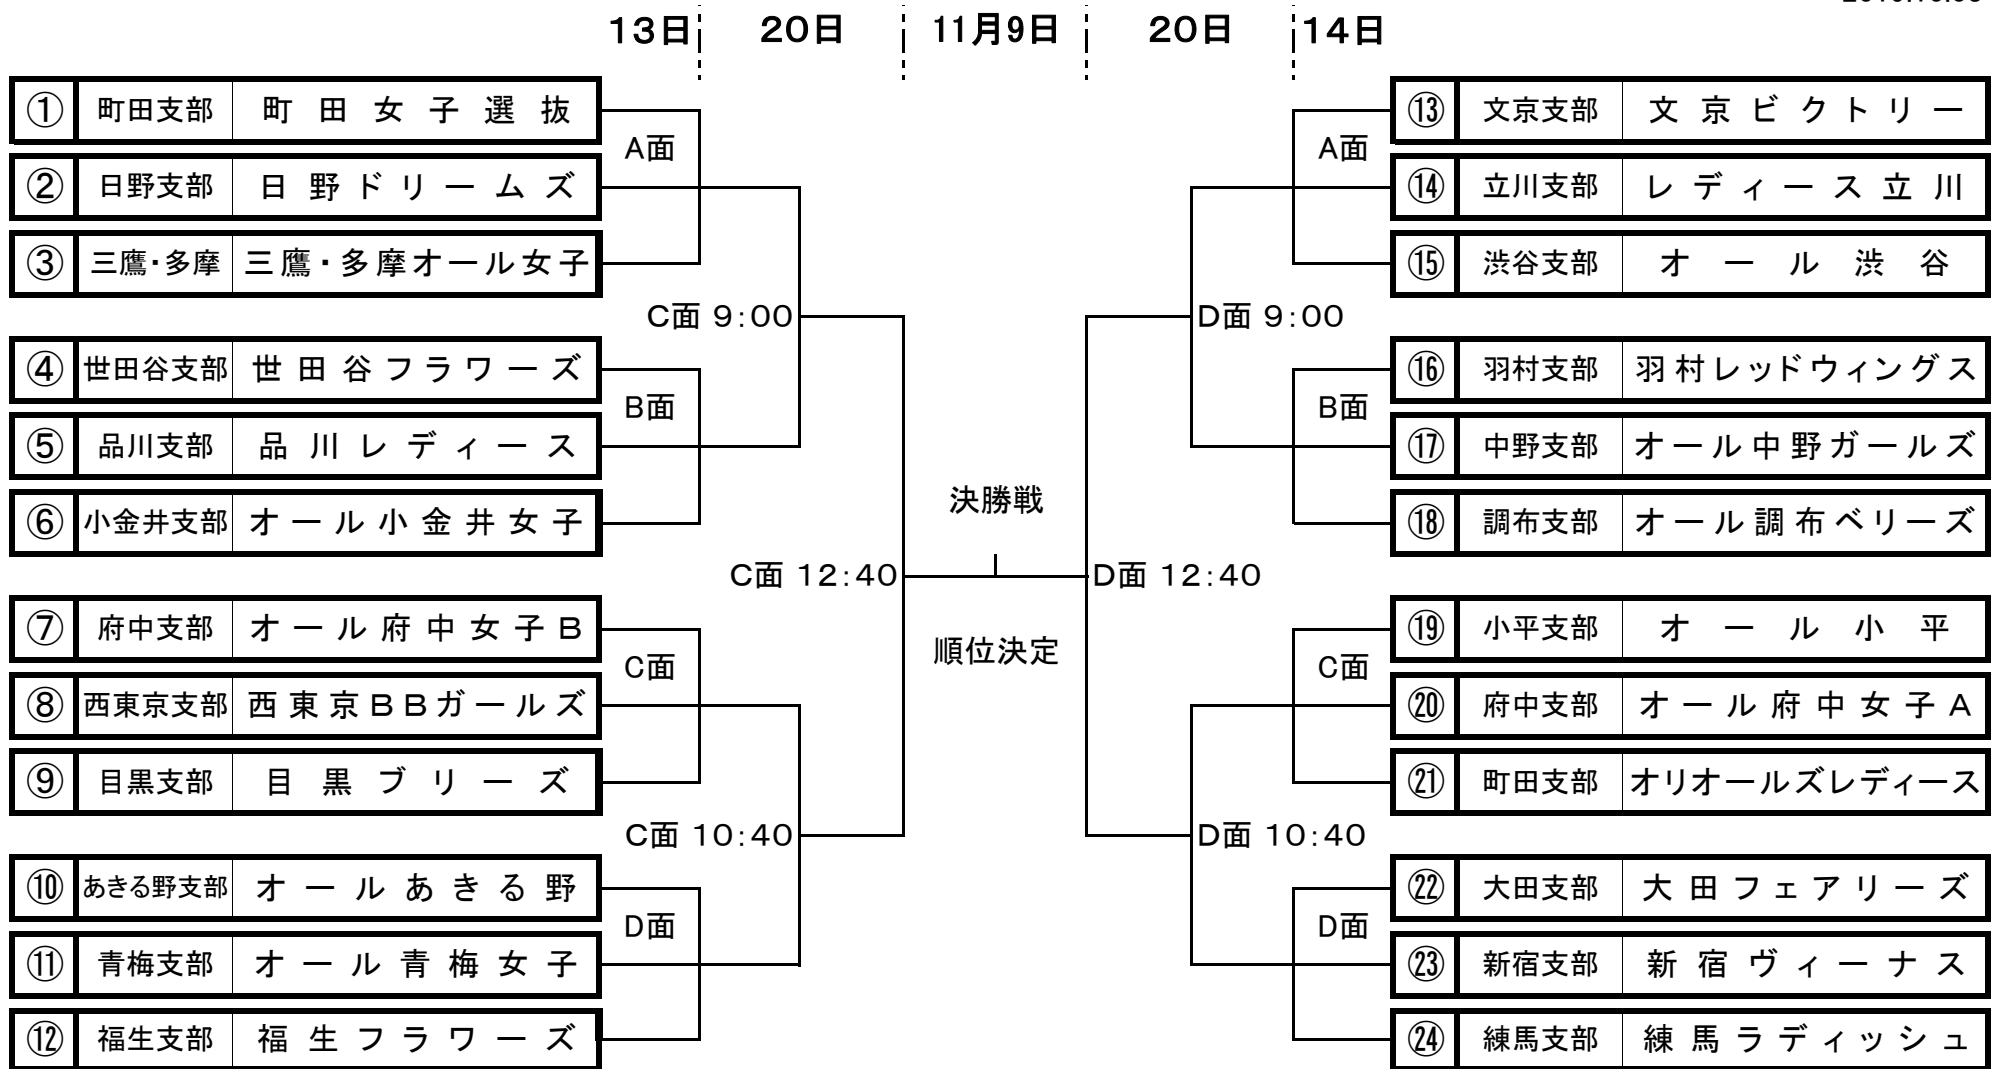 13日 20日 11月9日 20日 14日
① 町田支部 町田女子選抜
A面
② 日野支部 日野ドリームズ
③ 三鷹・多摩 三鷹・多摩オール女子
C面 9:00
④ 世田谷支部 世田谷フラワーズ
B面
⑤ 品川支部 品川レディース
⑥ 小金井支部 オール小金井女子
C面 12:40
⑦ 府中支部 オール府中女子B
C面
⑧ 西東京支部 西東京BBガールズ
⑨ 目黒支部 目黒ブリーズ
C面 10:40
⑩ あきる野支部 オールあきる野
D面
⑪ 青梅支部 オール青梅女子
⑫ 福生支部 福生フラワーズ
決勝戦
順位決定
⑬ 文京支部 文京ビクトリー
A面
⑭ 立川支部 レディース立川
⑮ 渋谷支部 オール渋谷
D面 9:00
⑯ 羽村支部 羽村レッドウィングス
B面
⑰ 中野支部 オール中野ガールズ
⑱ 調布支部 オール調布ベリーズ
D面 12:40
⑲ 小平支部 オール小平
C面
⑳ 府中支部 オール府中女子A
㉑ 町田支部 オリオールズレディース
D面 10:40
㉒ 大田支部 大田フェアリーズ
D面
㉓ 新宿支部 新宿ヴィーナス
㉔ 練馬支部 練馬ラディッシュ